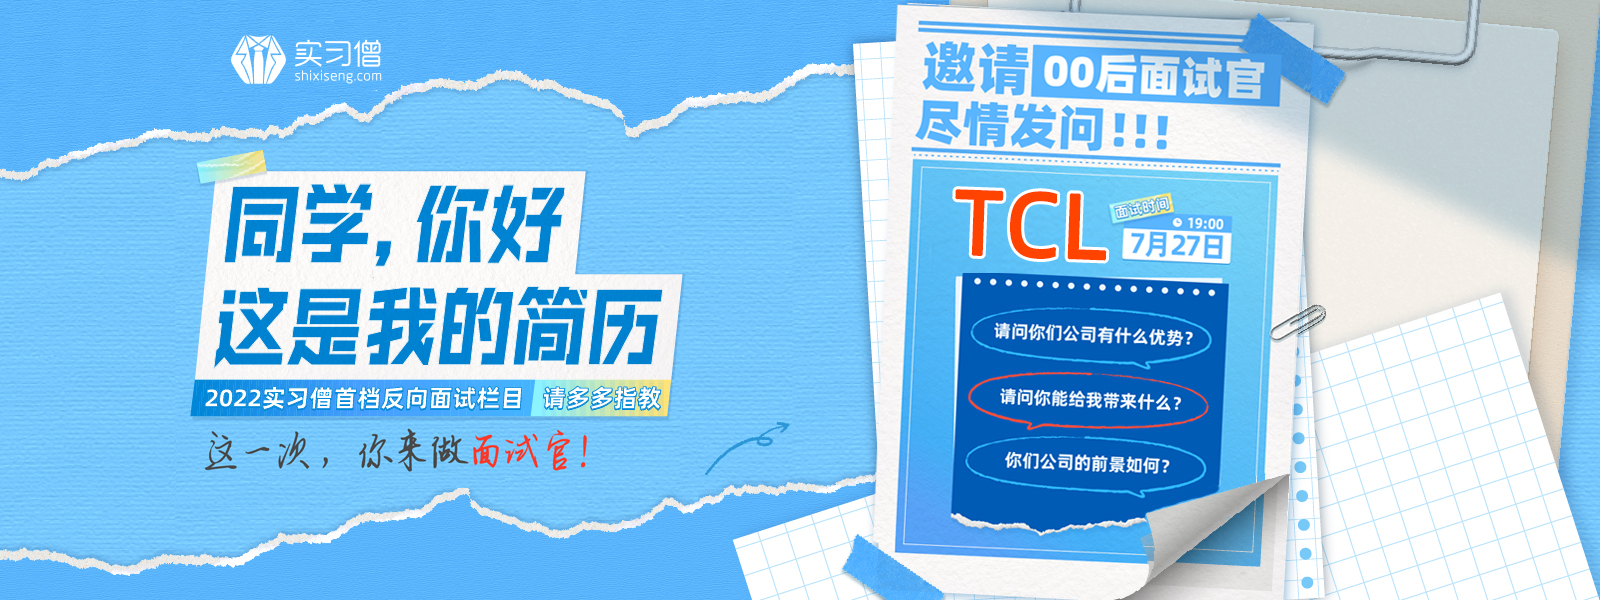 实习僧
shixiseng.com
同学,你好
这是我的简历
2022实习僧首档反向面试栏目 请多多指教
这一次，你来做面试官!
邀请 00后面试官
尽情发问!!!
TCL
面试时间
19:00
7月27日
请问你们公司有什么优势?
请问你能给我带来什么?
你们公司的前景如何?